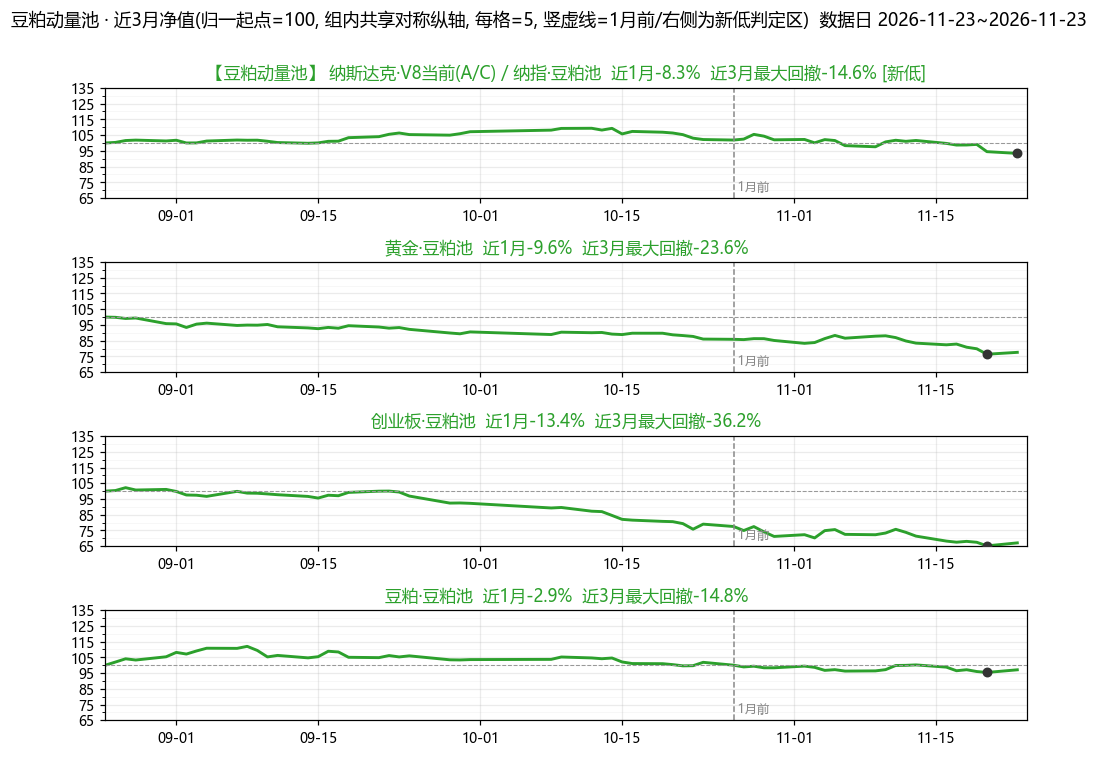 豆粕动量池 · 近3月净值(归一起点=100, 组内共享对称纵轴, 每格=5, 竖虚线=1月前/右侧为新低判定区)  数据日 2026-11-23~2026-11-23
【豆粕动量池】 纳斯达克·V8当前(A/C) / 纳指·豆粕池  近1月-8.3%  近3月最大回撤-14.6% [新低]
135
125
115
105
95
85
75
65
1月前
09-01 09-15 10-01 10-15 11-01 11-15
黄金·豆粕池  近1月-9.6%  近3月最大回撤-23.6%
135
125
115
105
95
85
75
65
1月前
09-01 09-15 10-01 10-15 11-01 11-15
创业板·豆粕池  近1月-13.4%  近3月最大回撤-36.2%
135
125
115
105
95
85
75
65
1月前
09-01 09-15 10-01 10-15 11-01 11-15
豆粕·豆粕池  近1月-2.9%  近3月最大回撤-14.8%
135
125
115
105
95
85
75
65
1月前
09-01 09-15 10-01 10-15 11-01 11-15